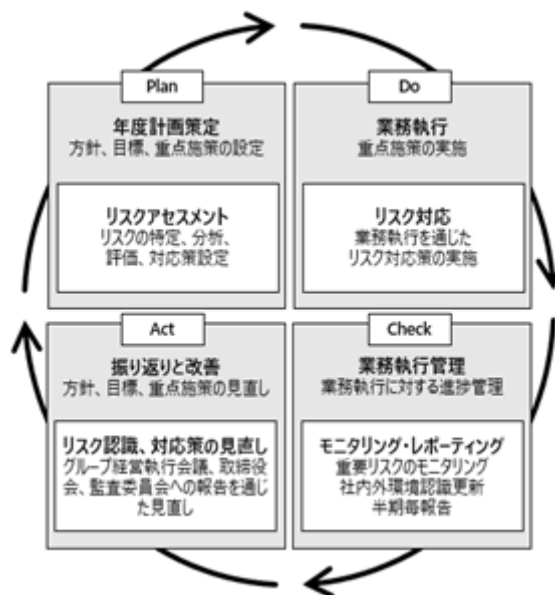 Plan
年度計画策定
方針、目標、重点施策の設定
リスクアセスメント
リスクの特定、分析、
評価、対応策設定
Do
業務執行
重点施策の実施
リスク対応
業務執行を通じた
リスク対応策の実施
Act
振り返りと改善
方針、目標、重点施策の見直し
リスク認識、対応策の見直し
グループ経営執行会議、取締役
会、監査委員会への報告を通じ
た見直し
Check
業務執行管理
業務執行に対する進捗管理
モニタリング・レポーティング
重要リスクのモニタリング
社内外環境認識更新
半期毎報告